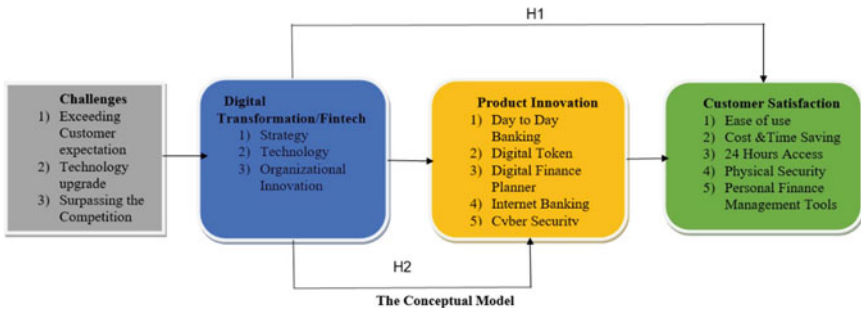 H1
Challenges
1) Exceeding
Customer
expectation
2) Technology
upgrade
3) Surpassing the
Competition
Digital
Transformation/Fintech
1) Strategy
2) Technology
3) Organizational
Innovation
Product Innovation
1) Day to Day
Banking
2) Digital Token
3) Digital Finance
Planner
4) Internet Banking
5) Cyber Security
Customer Satisfaction
1) Ease of use
2) Cost &Time Saving
3) 24 Hours Access
4) Physical Security
5) Personal Finance
Management Tools
H2
The Conceptual Model